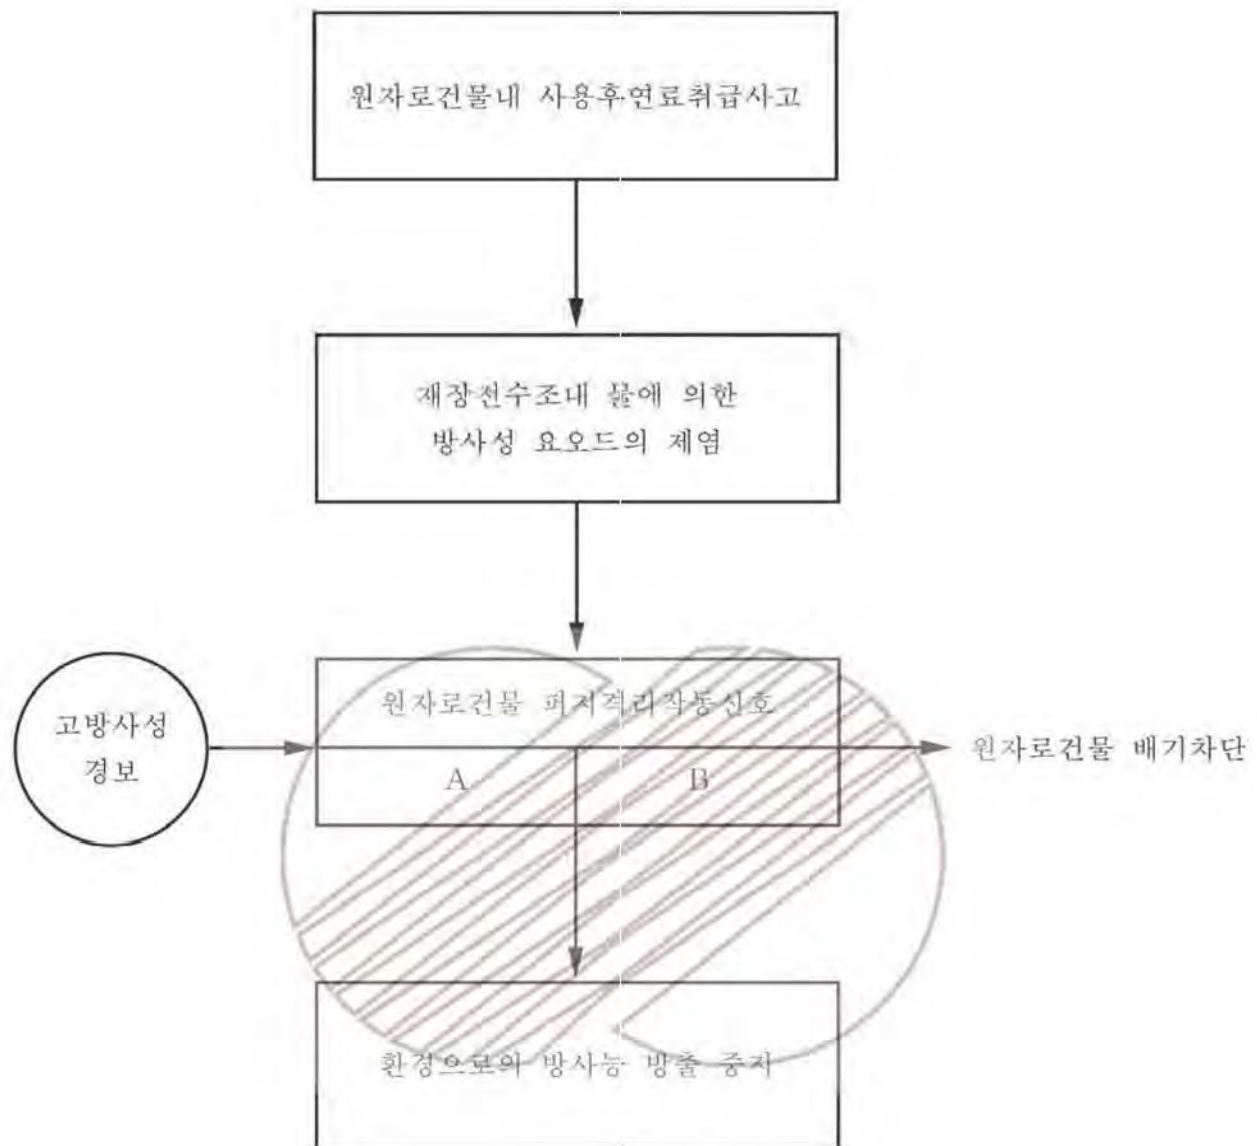 원자로건물내 사용후연료취급사고
재장전수조대 물에 의한
방사성 요오드의 제염
원자로건물 퍼지격리작동신호
고방사성
경보
A
B
원자로건물 배기차단
환경으로의 방사능 방출 중지